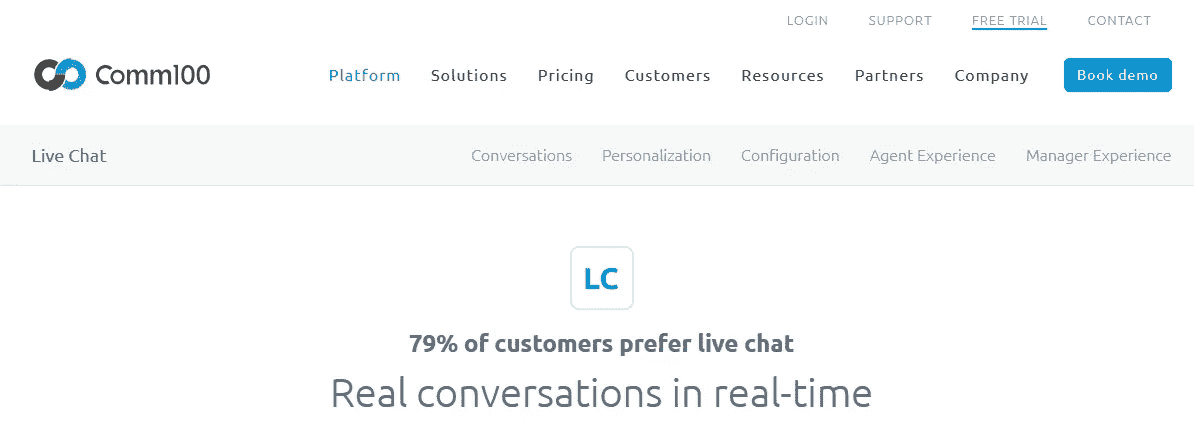 LOGIN SUPPORT FREE TRIAL CONTACT
Comm100 Platform Solutions Pricing Customers Resources Partners Company Book demo
Live Chat Conversations Personalization Configuration Agent Experience Manager Experience
LC
79% of customers prefer live chat
Real conversations in real-time